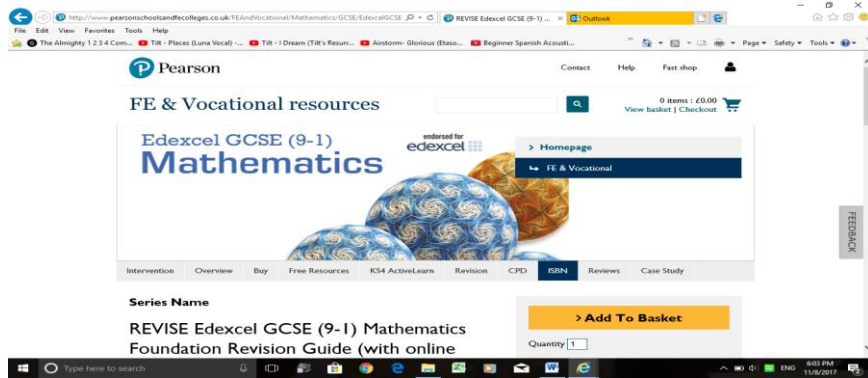 http://www.pearsonschoolsandfecolleges.co.uk/FEAndVocational/Mathematics/GCSE/EdexcelGCSE
REVISE Edexcel GCSE (9-1) ...
Outlook
File Edit View Favorites Tools Help
The Almighty 1 2 3 4 Com...
Tilt - Places (Luna Vocal) -...
Tilt - I Dream (Tilt's Resurr...
Airstorm- Glorious (Etaso...
Beginner Spanish Acousti...
Page Safety Tools
Pearson
Contact Help Fast shop
FE & Vocational resources
0 items : £0.00
View basket | Checkout
Edexcel GCSE (9-1)
Mathematics
endorsed for
edexcel
Homepage
FE & Vocational
FEEDBACK
Intervention Overview Buy Free Resources KS4 ActiveLearn Revision CPD ISBN Reviews Case Study
Series Name
REVISE Edexcel GCSE (9-1) Mathematics
Foundation Revision Guide (with online
> Add To Basket
Quantity 1
Type here to search
ENG
6:03 PM
11/8/2017